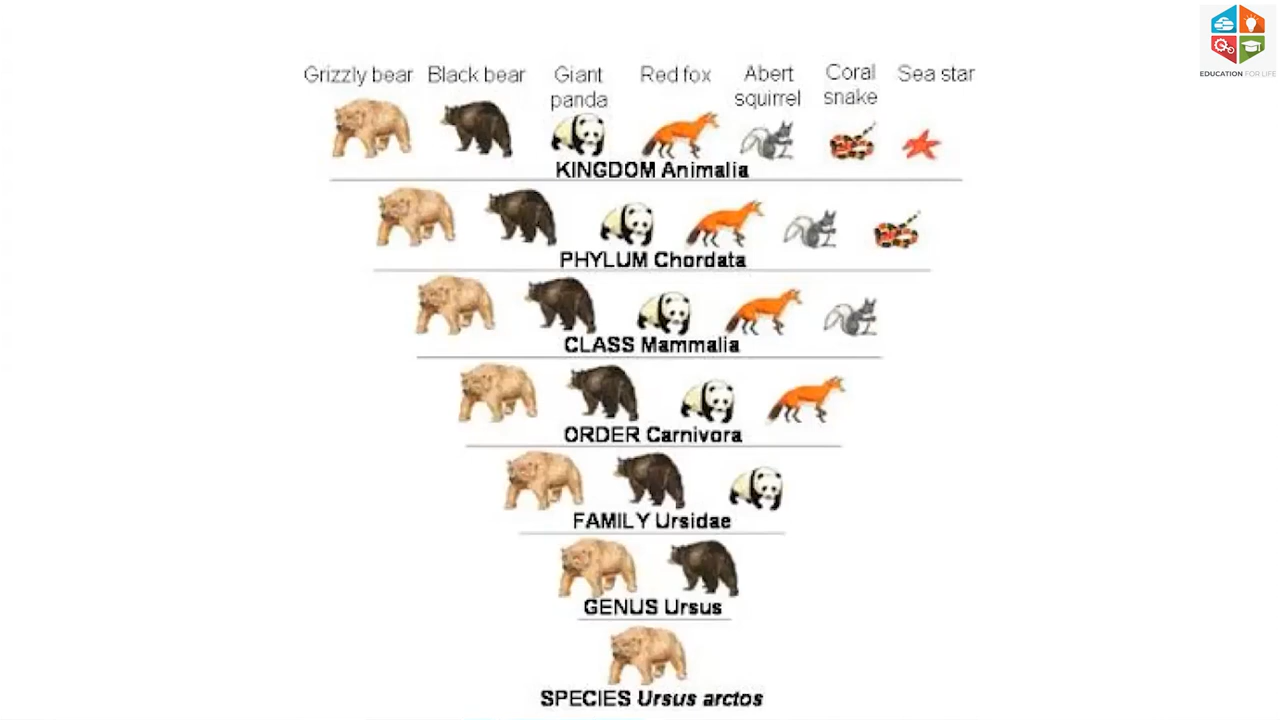 EDUCATION FOR LIFE
Grizzly bear Black bear Giant panda Red fox Abert squirrel Coral snake Sea star
KINGDOM Animalia
PHYLUM Chordata
CLASS Mammalia
ORDER Carnivora
FAMILY Ursidae
GENUS Ursus
SPECIES Ursus arctos